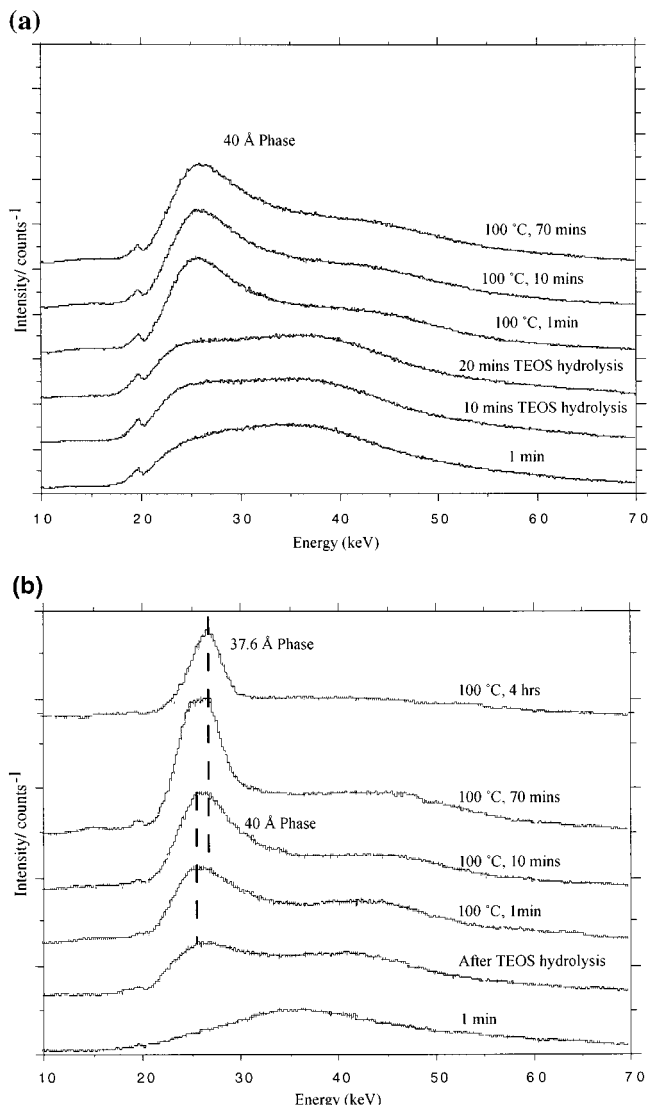 (a)
40 Å Phase
100 ˚C, 70 mins
100 ˚C, 10 mins
100 ˚C, 1min
20 mins TEOS hydrolysis
10 mins TEOS hydrolysis
1 min
Intensity/ counts-1
10 20 30 40 50 60 70
Energy (keV)
(b)
37.6 Å Phase
100 ˚C, 4 hrs
100 ˚C, 70 mins
40 Å Phase
100 ˚C, 10 mins
100 ˚C, 1min
After TEOS hydrolysis
1 min
Intensity/ counts-1
10 20 30 40 50 60 70
Energy (keV)